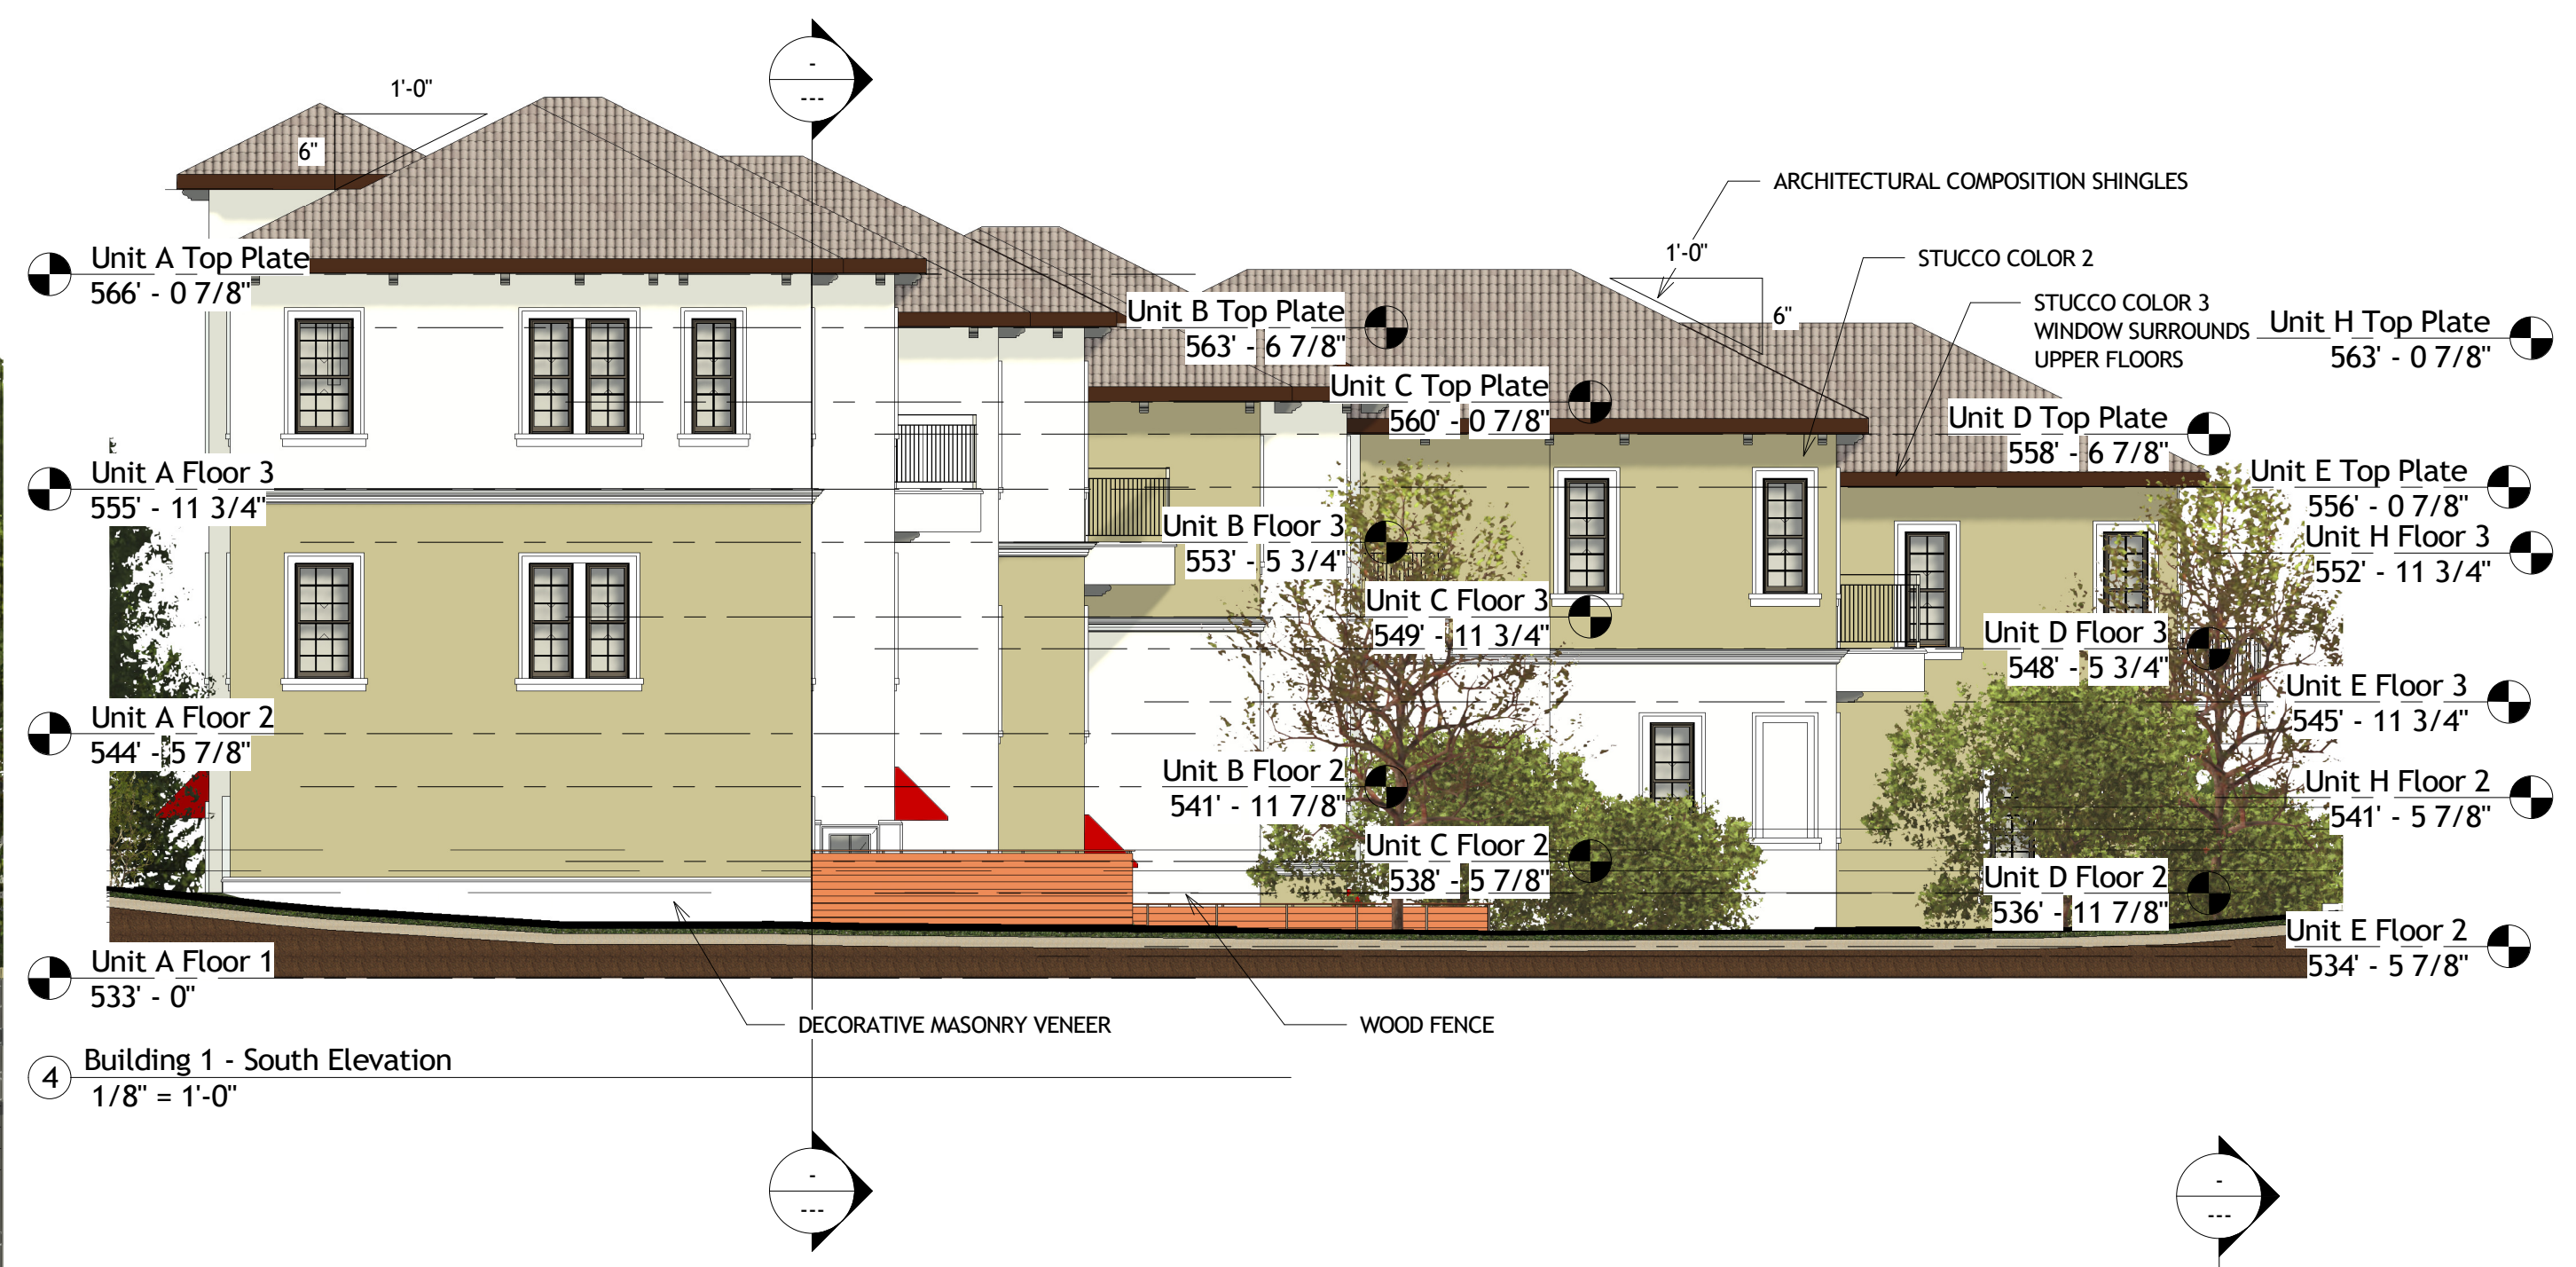 -
---
1'-0"
6"
ARCHITECTURAL COMPOSITION SHINGLES
1'-0"
6"
STUCCO COLOR 2
STUCCO COLOR 3
WINDOW SURROUNDS
UPPER FLOORS
Unit A Top Plate
566' - 0 7/8"
Unit B Top Plate
563' - 6 7/8"
Unit H Top Plate
563' - 0 7/8"
Unit C Top Plate
560' - 0 7/8"
Unit D Top Plate
558' - 6 7/8"
Unit A Floor 3
555' - 11 3/4"
Unit E Top Plate
556' - 0 7/8"
Unit B Floor 3
553' - 5 3/4"
Unit H Floor 3
552' - 11 3/4"
Unit C Floor 3
549' - 11 3/4"
Unit D Floor 3
548' - 5 3/4"
Unit E Floor 3
545' - 11 3/4"
Unit A Floor 2
544' - 5 7/8"
Unit B Floor 2
541' - 11 7/8"
Unit H Floor 2
541' - 5 7/8"
Unit C Floor 2
538' - 5 7/8"
Unit D Floor 2
536' - 11 7/8"
Unit E Floor 2
534' - 5 7/8"
Unit A Floor 1
533' - 0"
DECORATIVE MASONRY VENEER
WOOD FENCE
4
Building 1 - South Elevation
1/8" = 1'-0"
-
---
-
---